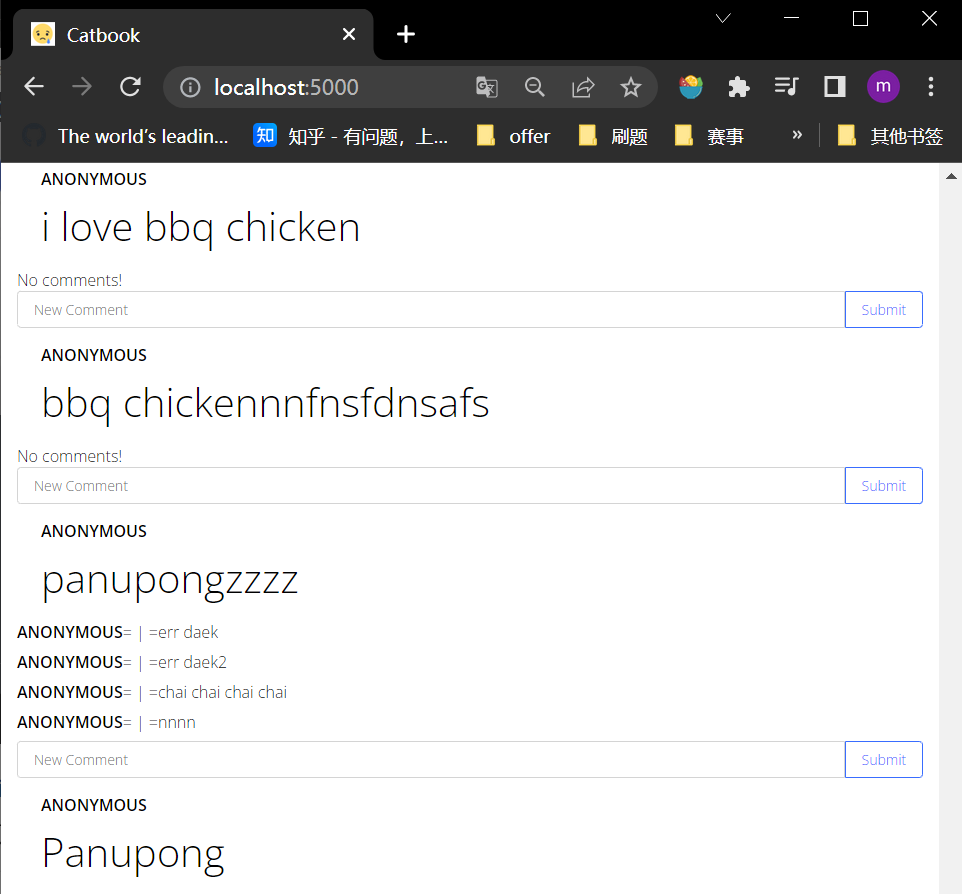 Catbook
localhost:5000
m
The world’s leadin...
知 知乎 - 有问题，上...
offer
刷题
赛事
»
其他书签
ANONYMOUS
i love bbq chicken
No comments!
New Comment Submit
ANONYMOUS
bbq chickennnfnsfdnsafs
No comments!
New Comment Submit
ANONYMOUS
panupongzzzz
ANONYMOUS= | =err daek
ANONYMOUS= | =err daek2
ANONYMOUS= | =chai chai chai chai
ANONYMOUS= | =nnnn
New Comment Submit
ANONYMOUS
Panupong